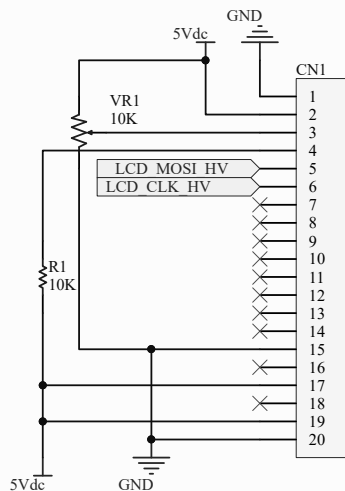 GND
5Vdc
CN1
VR1
10K
1
2
3
4
LCD_MOSI_HV
5
LCD_CLK_HV
6
7
8
9
10
11
12
13
14
R1
10K
15
16
17
18
19
20
5Vdc
GND